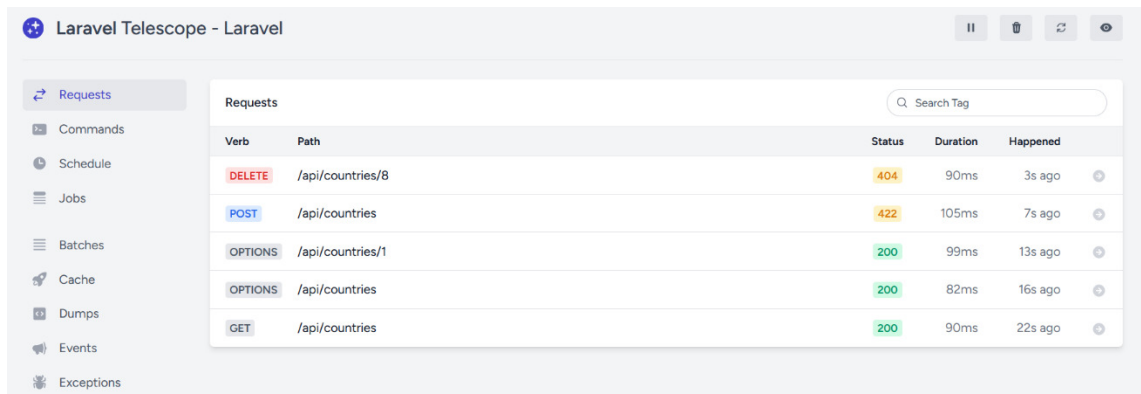 Laravel Telescope - Laravel
Requests
Commands
Schedule
Jobs
Batches
Cache
Dumps
Events
Exceptions
Requests
Search Tag
Verb Path Status Duration Happened
DELETE /api/countries/8 404 90ms 3s ago
POST /api/countries 422 105ms 7s ago
OPTIONS /api/countries/1 200 99ms 13s ago
OPTIONS /api/countries 200 82ms 16s ago
GET /api/countries 200 90ms 22s ago